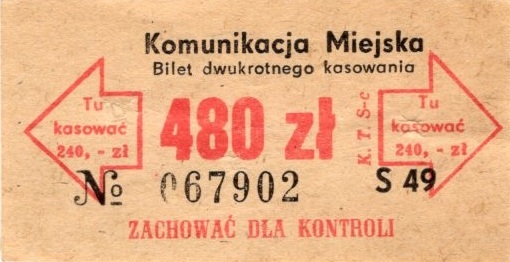 Komunikacja Miejska
Bilet dwukrotnego kasowania
Tu
kasować
240,- zł
480 zł
K. T. S-c
Tu
kasować
240,- zł
№ 067902
S 49
ZACHOWAĆ DLA KONTROLI